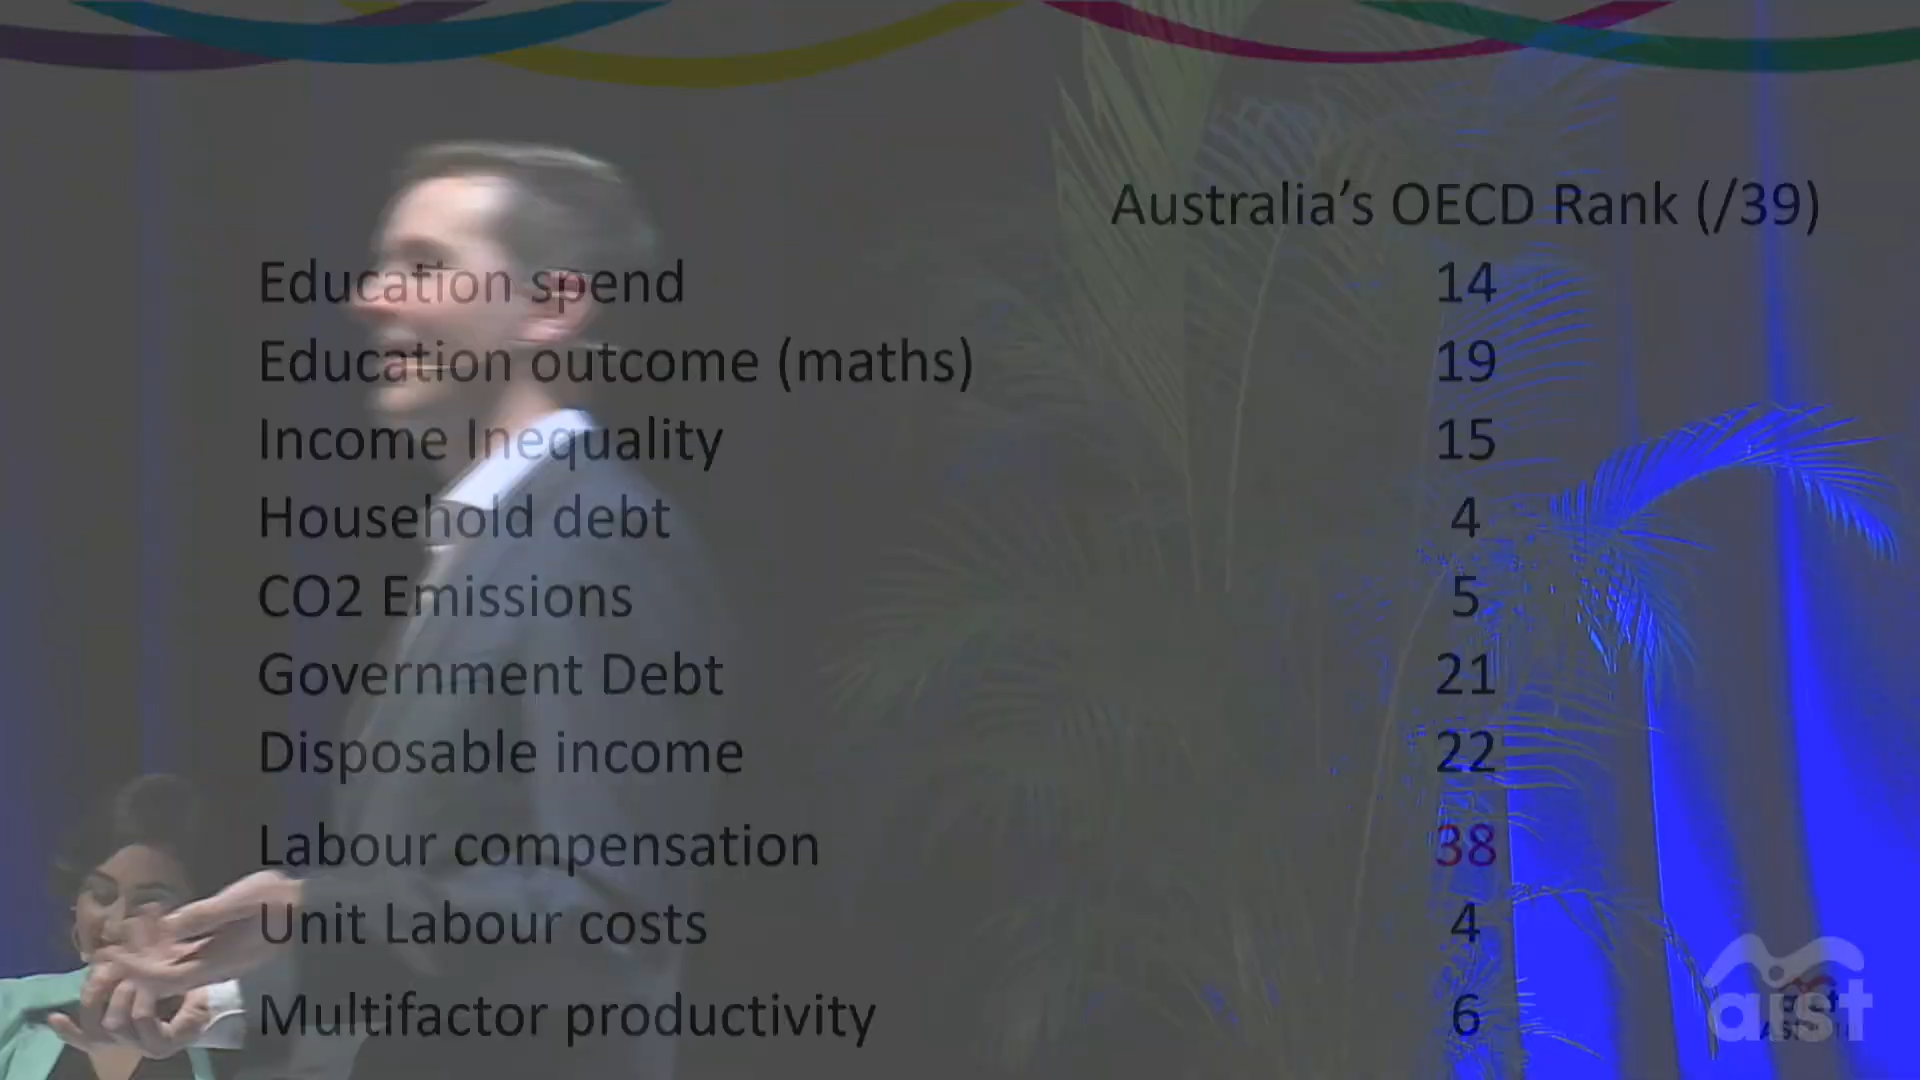 Australia’s OECD Rank (/39)
Education spend 14
Education outcome (maths) 19
Income Inequality 15
Household debt 4
CO2 Emissions 5
Government Debt 21
Disposable income 22
Labour compensation 38
Unit Labour costs 4
Multifactor productivity 6
aist